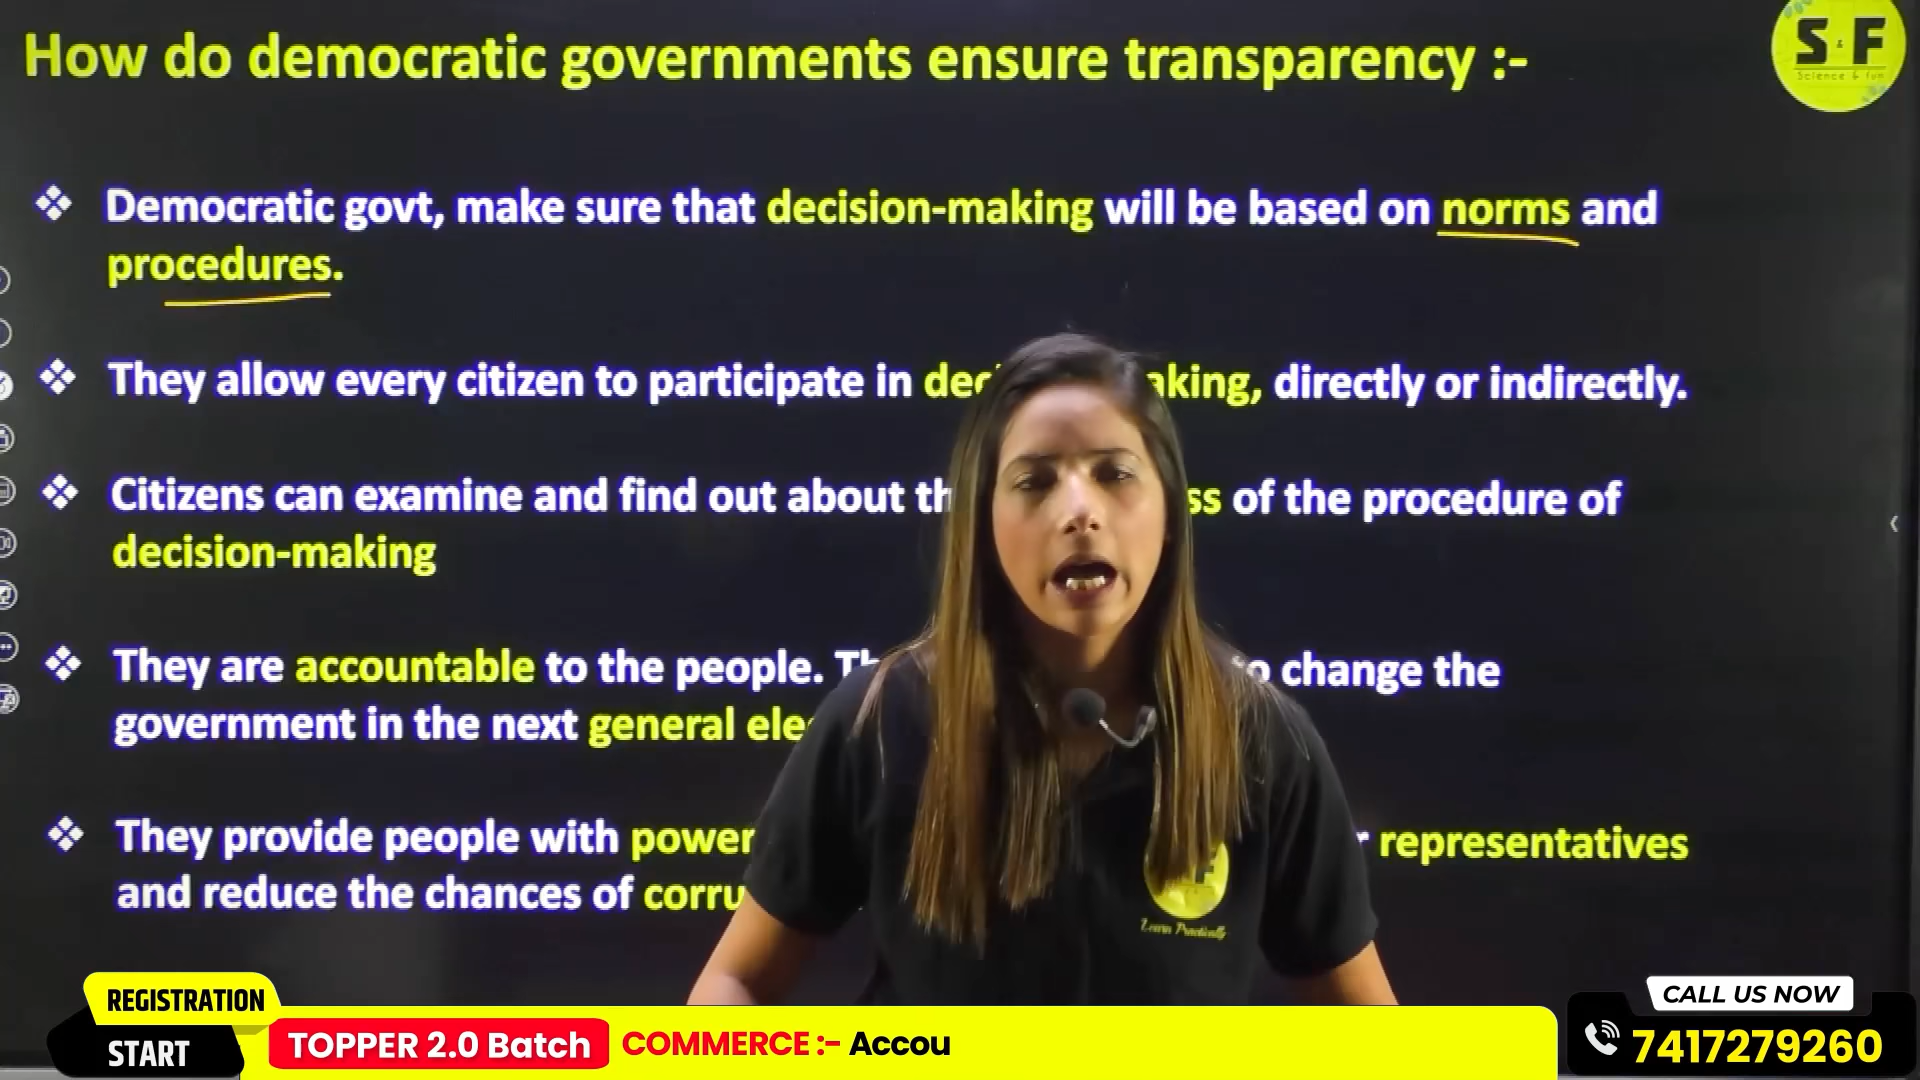 How do democratic governments ensure transparency :-
S & F
Science & fun
Democratic govt, make sure that decision-making will be based on norms and
procedures.
They allow every citizen to participate in aking, directly or indirectly.
Citizens can examine and find out about of the procedure of
decision-making
They are accountable to the people. change the
government in the next general
They provide people with power representatives
and reduce the chances of
F
Learn Practically
REGISTRATION
START
TOPPER 2.0 Batch COMMERCE :- Accou
CALL US NOW
7417279260